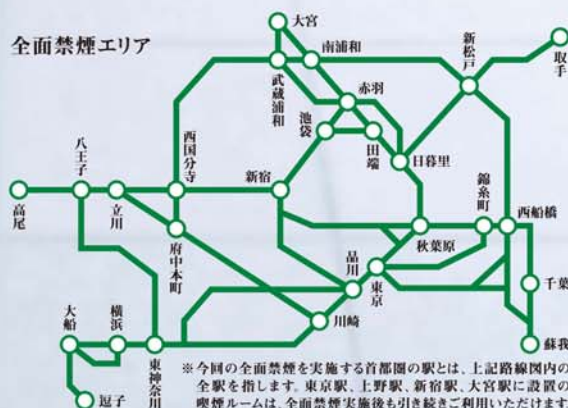 全面禁煙エリア
大宮
南浦和
武蔵浦和
新松戸
取手
赤羽
池袋
田端
日暮里
八王子
西国分寺
新宿
錦糸町
西船橋
高尾
立川
府中本町
秋葉原
品川
東京
千葉
大船
横浜
川崎
蘇我
東神奈川
逗子
※今回の全面禁煙を実施する首都圏の駅とは、上記路線図内の
全駅を指します。東京駅、上野駅、新宿駅、大宮駅に設置の
喫煙ルームは、全面禁煙実施後も引き続きご利用いただけます。